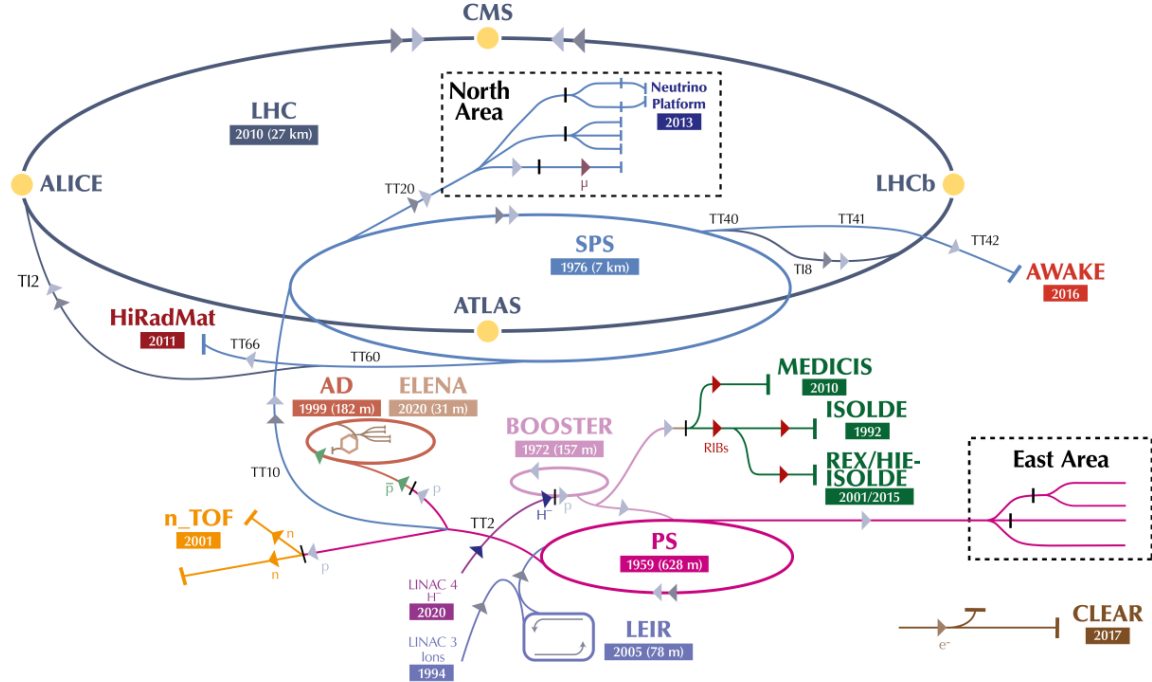 CMS
North
Area
Neutrino
Platform
2013
LHC
2010 (27 km)
ALICE
LHCb
TT20
μ
TT40
TT41
TT42
SPS
1976 (7 km)
TI8
AWAKE
2016
TI2
ATLAS
HiRadMat
2011
TT66
TT60
AD
1999 (182 m)
ELENA
2020 (31 m)
MEDICIS
2010
BOOSTER
1972 (157 m)
ISOLDE
1992
RIBs
REX/HIE-
ISOLDE
2001/2015
East Area
TT10
p̅
p
H⁻
p
TT2
n_TOF
2001
n
n
p
PS
1959 (628 m)
LINAC 4
H⁻
2020
LINAC 3
Ions
1994
LEIR
2005 (78 m)
CLEAR
2017
e⁻